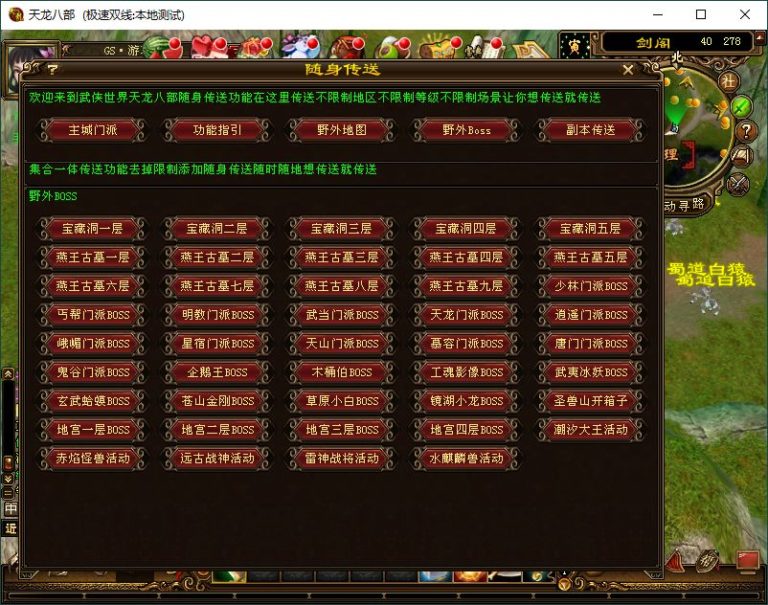 天龙八部 (极速双线:本地测试)
GS·游
寅
剑阁 40 278
北
随身传送
欢迎来到武侠世界天龙八部随身传送功能在这里传送不限制地区不限制等级不限制场景让你想传送就传送
主城门派 功能指引 野外地图 野外Boss 副本传送
集合一体传送功能去掉限制添加随身传送随时随地想传送就传送
野外BOSS
宝藏洞一层 宝藏洞二层 宝藏洞三层 宝藏洞四层 宝藏洞五层
燕王古墓一层 燕王古墓二层 燕王古墓三层 燕王古墓四层 燕王古墓五层
燕王古墓六层 燕王古墓七层 燕王古墓八层 燕王古墓九层 少林门派BOSS
丐帮门派BOSS 明教门派BOSS 武当门派BOSS 天龙门派BOSS 逍遥门派BOSS
峨嵋门派BOSS 星宿门派BOSS 天山门派BOSS 慕容门派BOSS 唐门门派BOSS
鬼谷门派BOSS 企鹅王BOSS 木桶伯BOSS 工魂影像BOSS 武夷冰妖BOSS
玄武蛤蟆BOSS 苍山金刚BOSS 草原小白BOSS 镜湖小龙BOSS 圣兽山开箱子
地宫一层BOSS 地宫二层BOSS 地宫三层BOSS 地宫四层BOSS 潮汐大王活动
赤焰怪兽活动 远古战神活动 雷神战将活动 水麒麟兽活动
理
动寻路
蜀道白猿
蜀道白猿
近